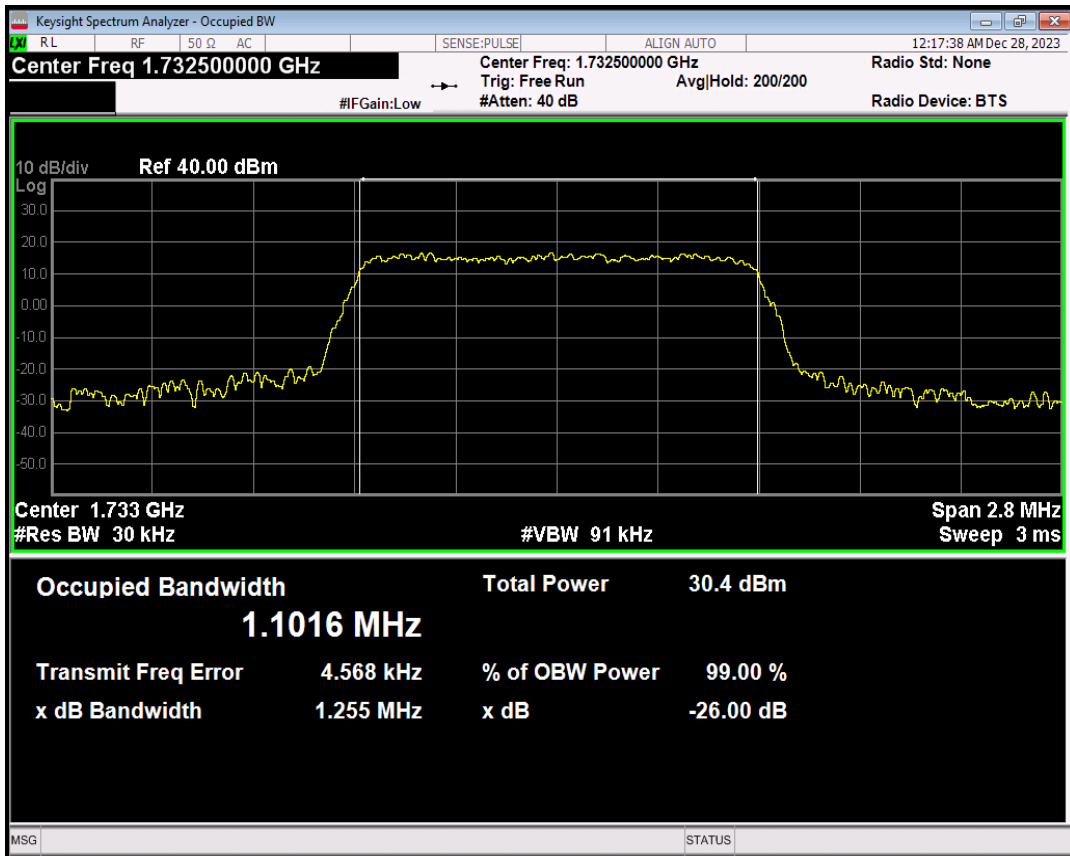 Keysight Spectrum Analyzer - Occupied BW
LXI RL RF 50 Ω AC SENSE:PULSE ALIGN AUTO 12:17:38 AM Dec 28, 2023
Center Freq 1.732500000 GHz Center Freq: 1.732500000 GHz Radio Std: None
Trig: Free Run Avg|Hold: 200/200
#IFGain:Low #Atten: 40 dB Radio Device: BTS
10 dB/div Ref 40.00 dBm
Log
30.0
20.0
10.0
0.00
-10.0
-20.0
-30.0
-40.0
-50.0
Center 1.733 GHz Span 2.8 MHz
#Res BW 30 kHz #VBW 91 kHz Sweep 3 ms
Occupied Bandwidth Total Power 30.4 dBm
1.1016 MHz
Transmit Freq Error 4.568 kHz % of OBW Power 99.00 %
x dB Bandwidth 1.255 MHz x dB -26.00 dB
MSG STATUS